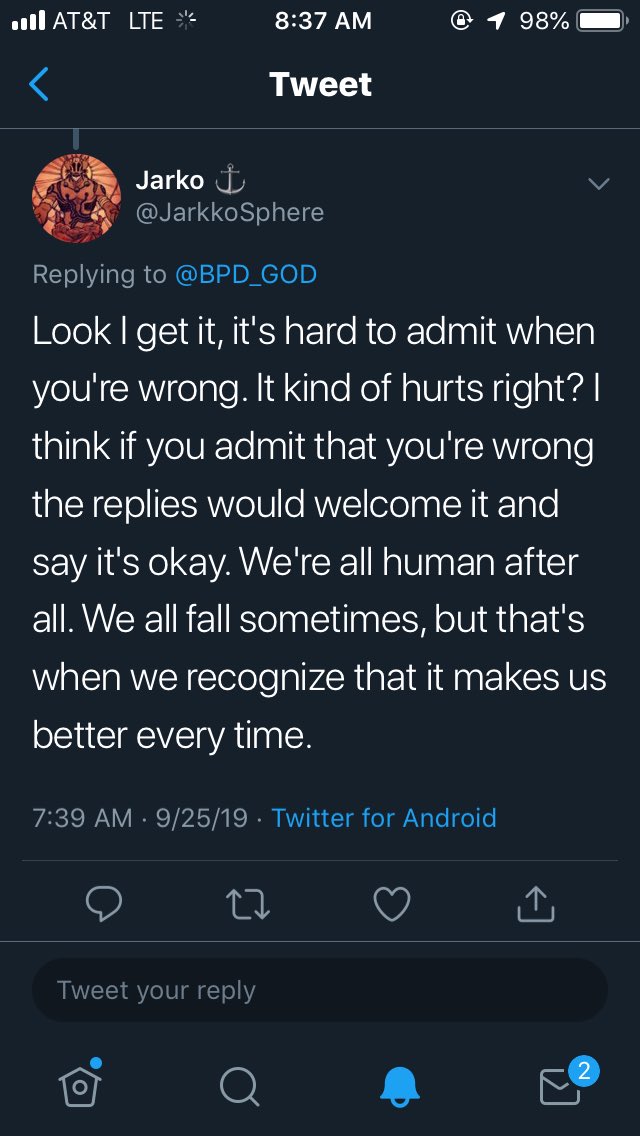 AT&T LTE 8:37 AM 98%
Tweet
Jarko ⚓
@JarkkoSphere
Replying to @BPD_GOD
Look I get it, it's hard to admit when
you're wrong. It kind of hurts right? I
think if you admit that you're wrong
the replies would welcome it and
say it's okay. We're all human after
all. We all fall sometimes, but that's
when we recognize that it makes us
better every time.
7:39 AM · 9/25/19 · Twitter for Android
Tweet your reply
2